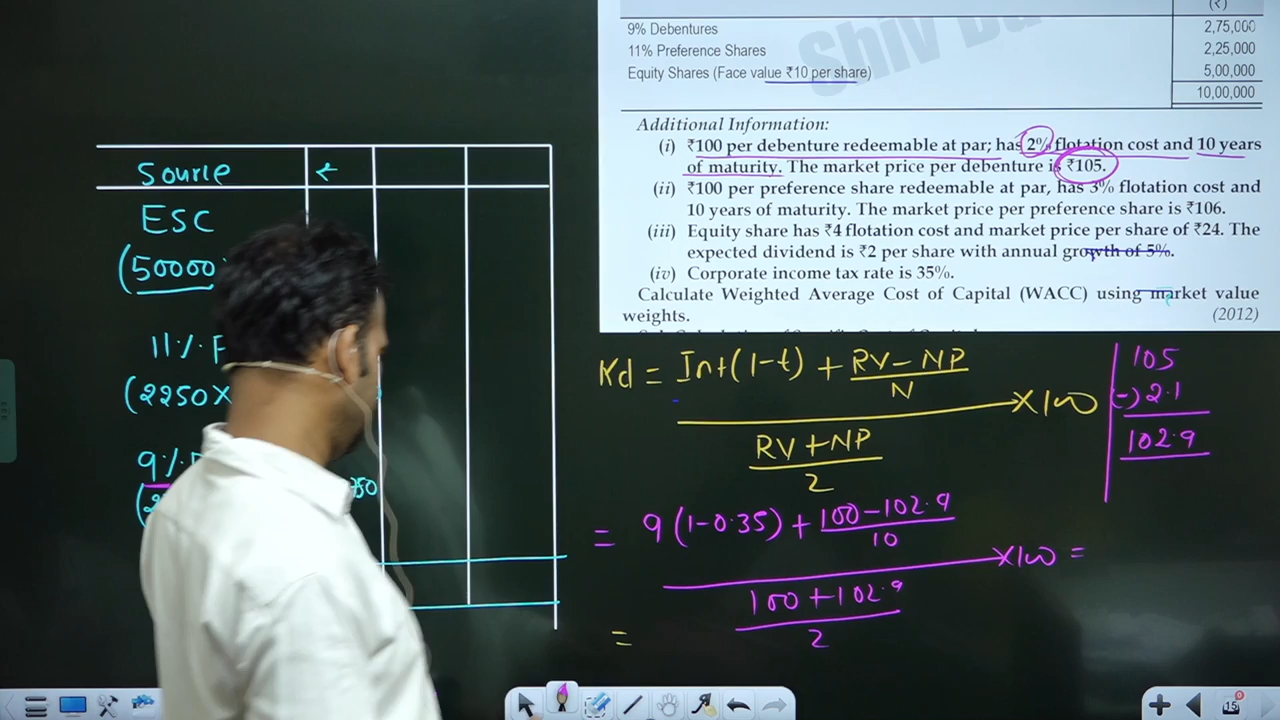 (₹)
9% Debentures 2,75,000
11% Preference Shares 2,25,000
Equity Shares (Face value ₹10 per share) 5,00,000
10,00,000
Additional Information:
(i) ₹100 per debenture redeemable at par; has 2% flotation cost and 10 years
of maturity. The market price per debenture is ₹105.
(ii) ₹100 per preference share redeemable at par, has 3% flotation cost and
10 years of maturity. The market price per preference share is ₹106.
(iii) Equity share has ₹4 flotation cost and market price per share of ₹24. The
expected dividend is ₹2 per share with annual growth of 5%.
(iv) Corporate income tax rate is 35%.
Calculate Weighted Average Cost of Capital (WACC) using market value
weights. (2012)
Shiv
Source ₹
ESC
(50000
11%
(2250X
9%
Kd = Int(1-t) + RV - NP
N
X100
RV + NP
2
105
(-) 2.1
102.9
= 9(1-0.35) + 100-102.9
10
X100 =
100 + 102.9
2
=
15